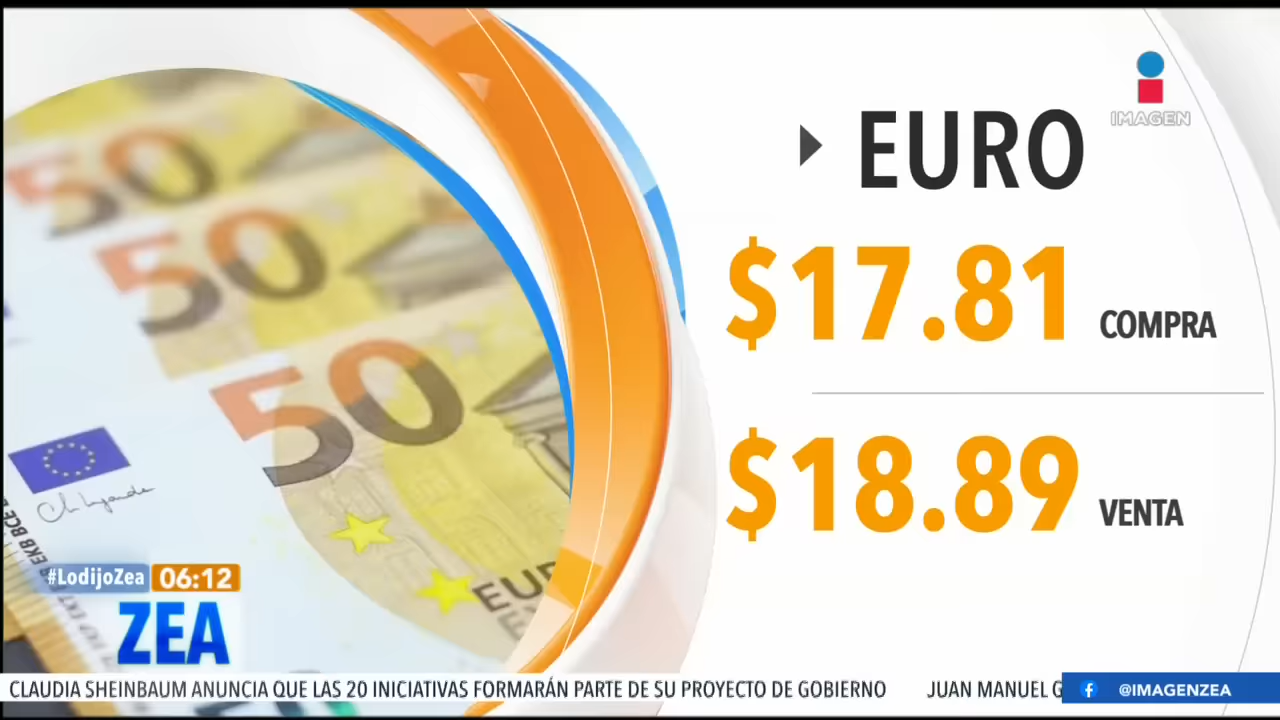 IMAGEN
EURO
$17.81 COMPRA
$18.89 VENTA
50
50
50
#LodijoZea 06:12
ZEA
CLAUDIA SHEINBAUM ANUNCIA QUE LAS 20 INICIATIVAS FORMARÁN PARTE DE SU PROYECTO DE GOBIERNO JUAN MANUEL G
@IMAGENZEA